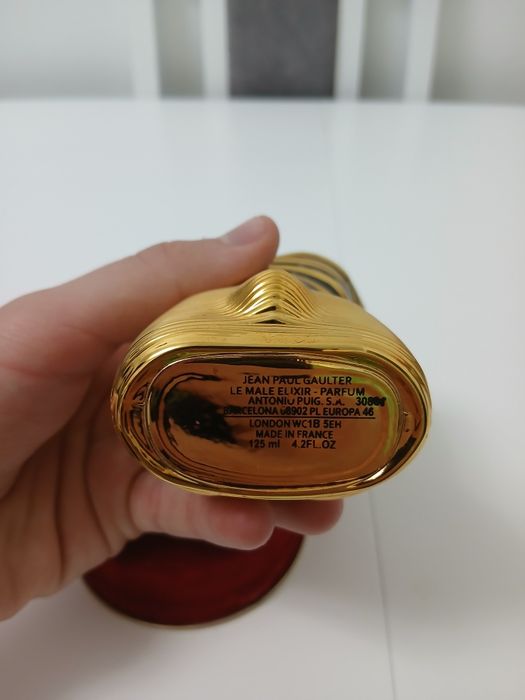 JEAN PAUL GAULTIER
LE MALE ELIXIR - PARFUM
ANTONIO PUIG. S.A.
BARCELONA 08902 PL EUROPA 46
LONDON WC1B 5EH
MADE IN FRANCE
125 ml 4.2FL.OZ